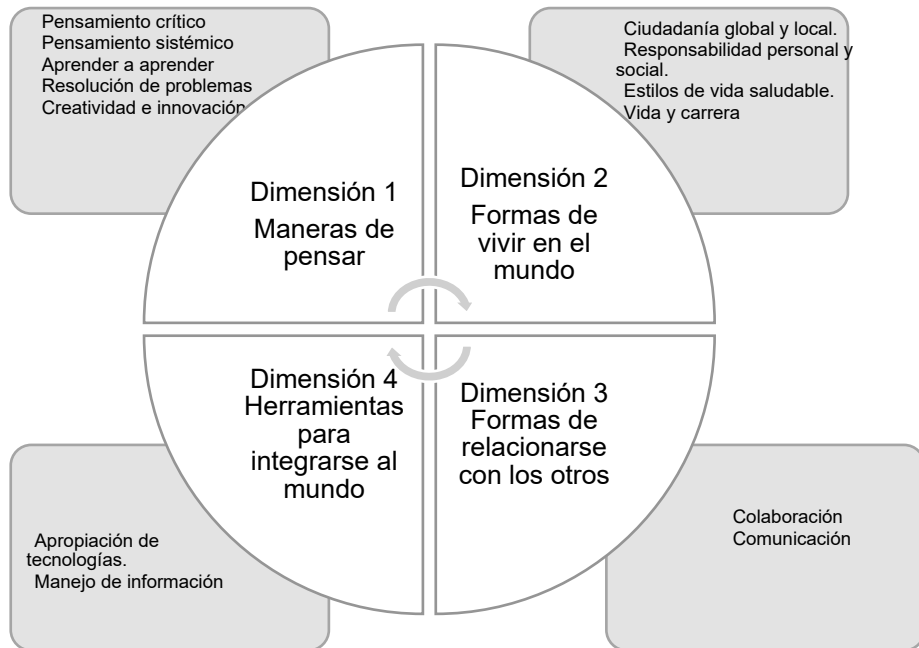 Pensamiento crítico
Pensamiento sistémico
Aprender a aprender
Resolución de problemas
Creatividad e innovación
Ciudadanía global y local.
Responsabilidad personal y
social.
Estilos de vida saludable.
Vida y carrera
Dimensión 1
Maneras de
pensar
Dimensión 2
Formas de
vivir en el
mundo
Dimensión 4
Herramientas
para
integrarse al
mundo
Dimensión 3
Formas de
relacionarse
con los otros
Apropiación de
tecnologías.
Manejo de información
Colaboración
Comunicación